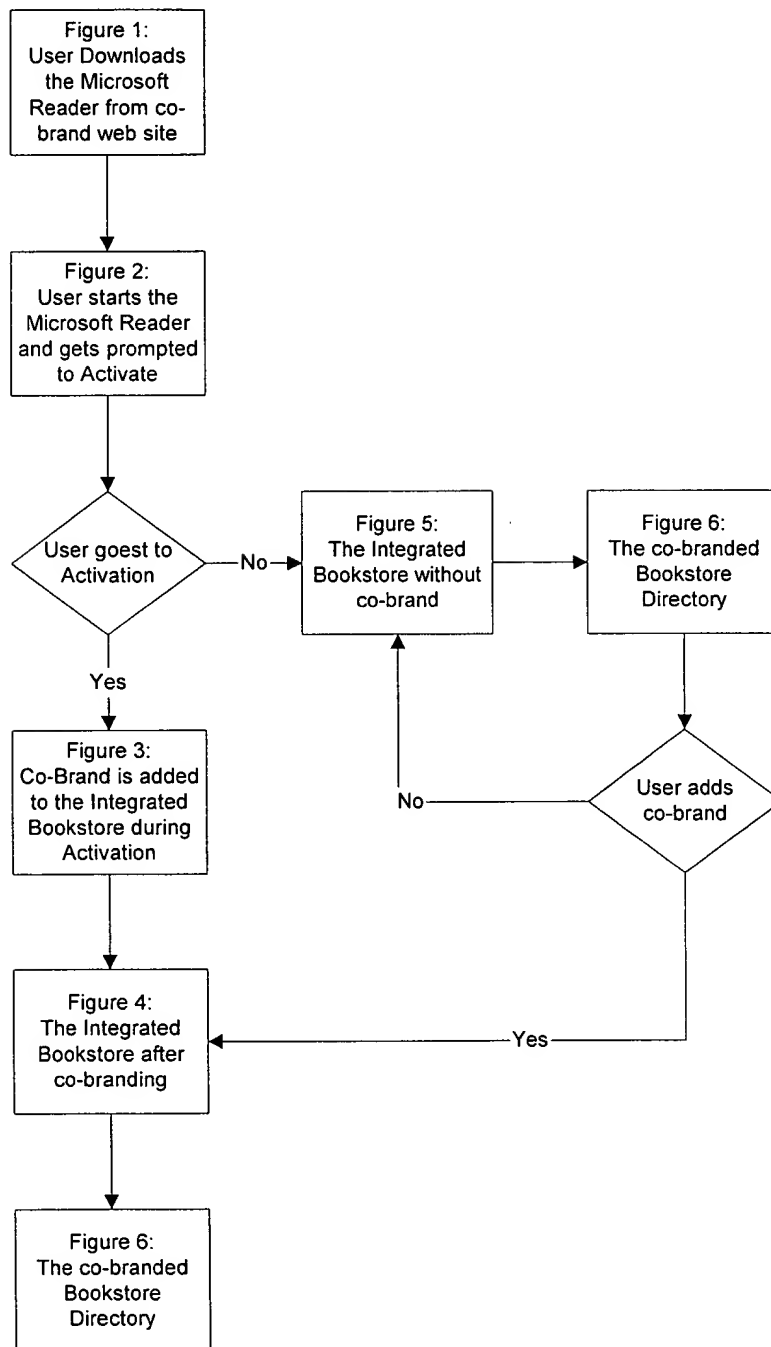 Figure 1:
User Downloads
the Microsoft
Reader from co-
brand web site
Figure 2:
User starts the
Microsoft Reader
and gets prompted
to Activate
User goest to
Activation
No
Figure 5:
The Integrated
Bookstore without
co-brand
Figure 6:
The co-branded
Bookstore
Directory
Yes
Figure 3:
Co-Brand is added
to the Integrated
Bookstore during
Activation
No
User adds
co-brand
Figure 4:
The Integrated
Bookstore after
co-branding
Yes
Figure 6:
The co-branded
Bookstore
Directory